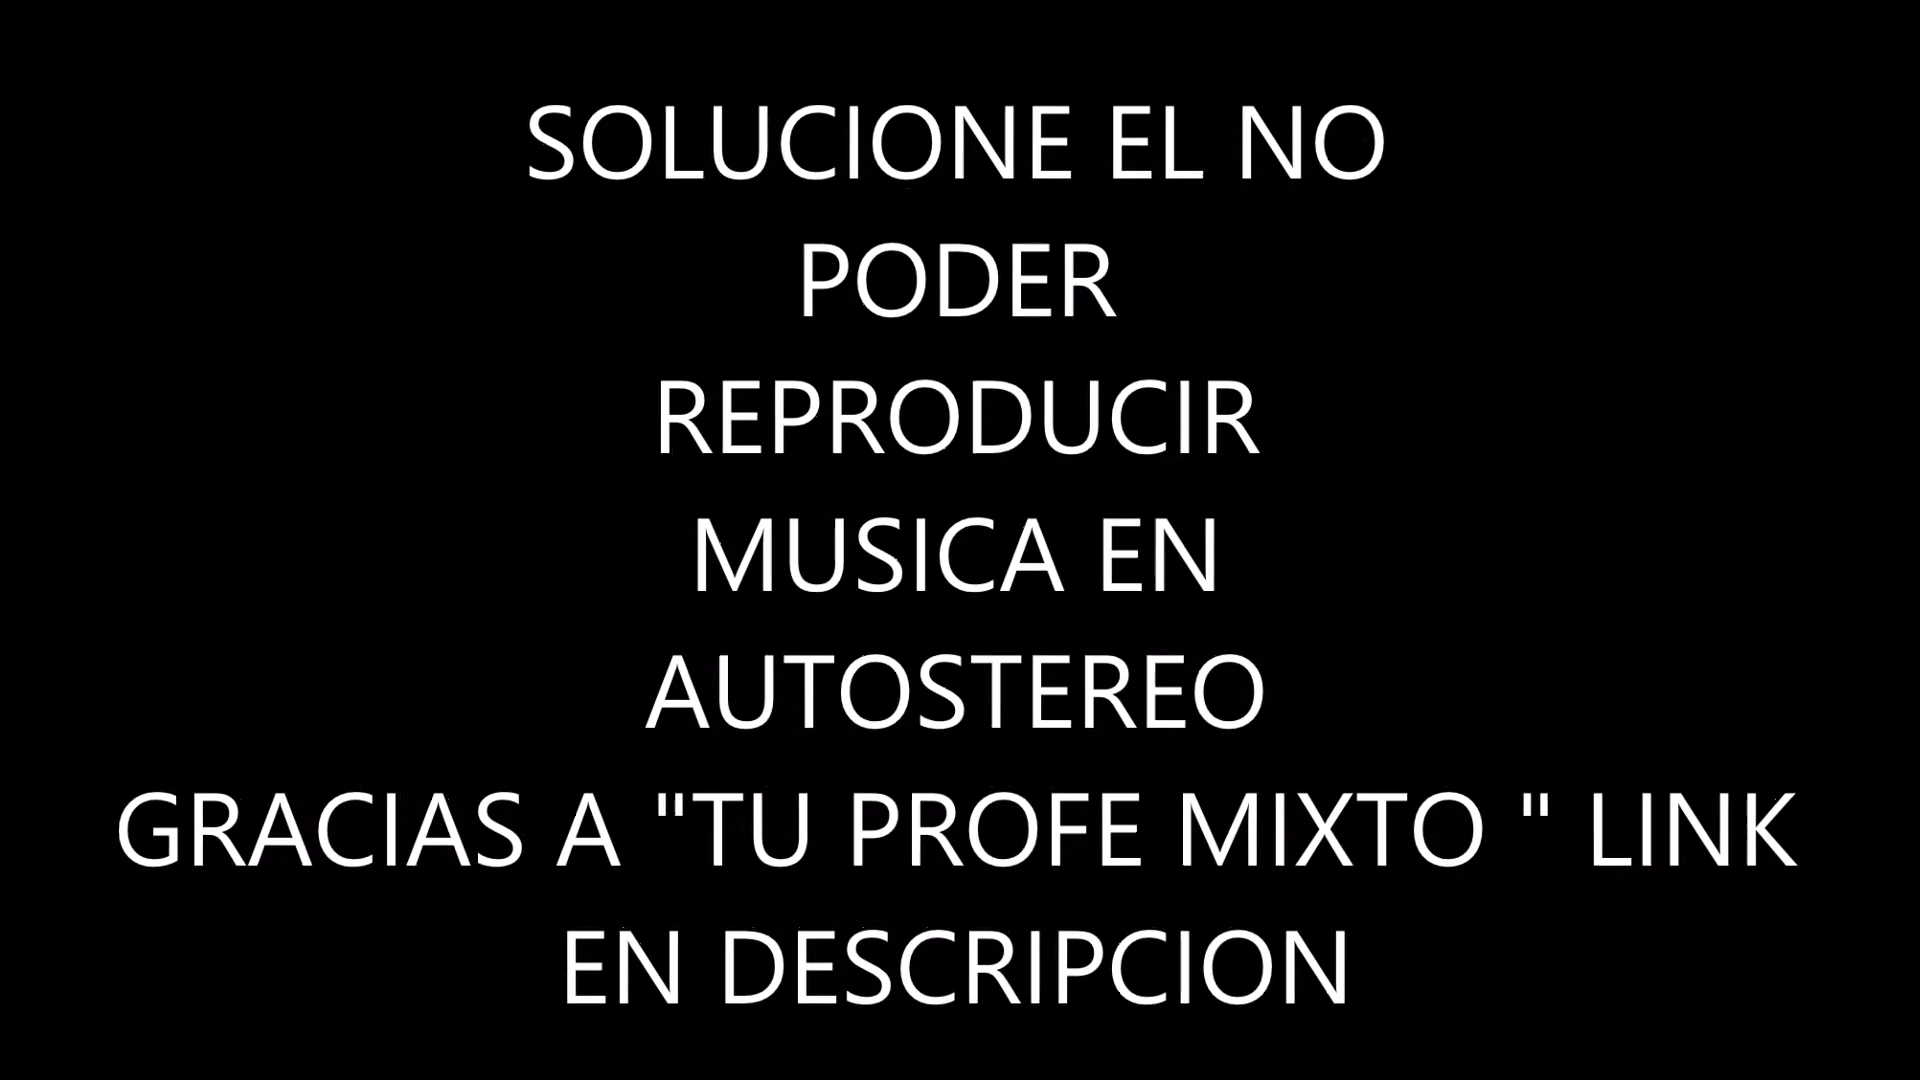 SOLUCIONE EL NO
PODER
REPRODUCIR
MUSICA EN
AUTOSTEREO
GRACIAS A "TU PROFE MIXTO " LINK
EN DESCRIPCION